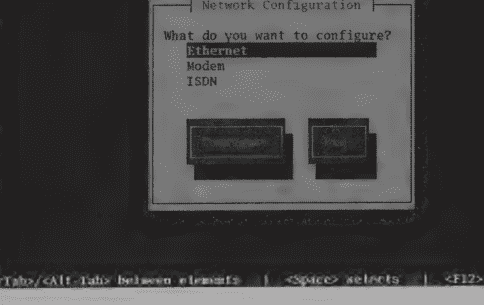 Network Configuration
What do you want to configure?
Ethernet
Modem
ISDN
Tab>/<Alt-Tab> between elements | <Space> selects | <F12>